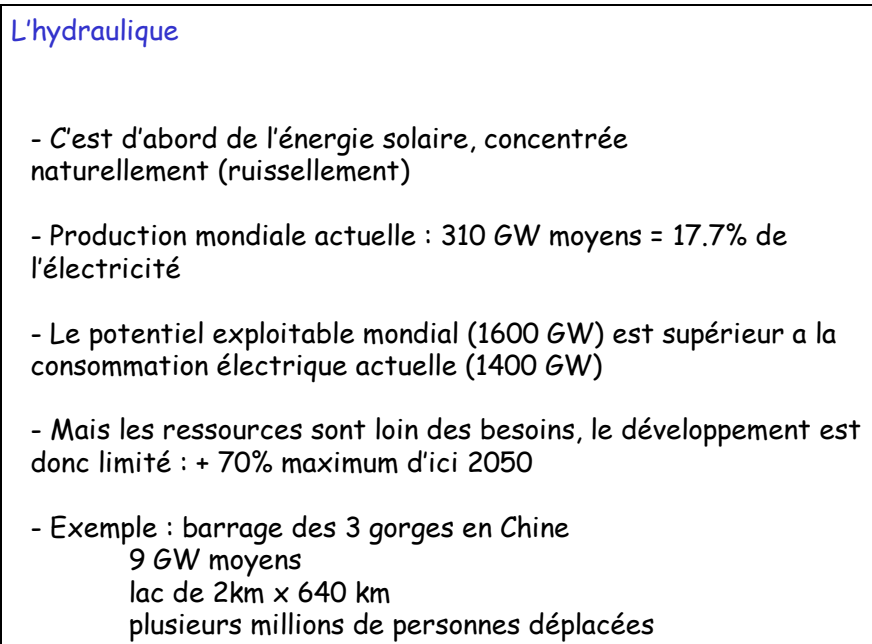 L'hydraulique
- C'est d'abord de l'énergie solaire, concentrée
naturellement (ruissellement)
- Production mondiale actuelle : 310 GW moyens = 17.7% de
l'électricité
- Le potentiel exploitable mondial (1600 GW) est supérieur a la
consommation électrique actuelle (1400 GW)
- Mais les ressources sont loin des besoins, le développement est
donc limité : + 70% maximum d'ici 2050
- Exemple : barrage des 3 gorges en Chine
9 GW moyens
lac de 2km x 640 km
plusieurs millions de personnes déplacées